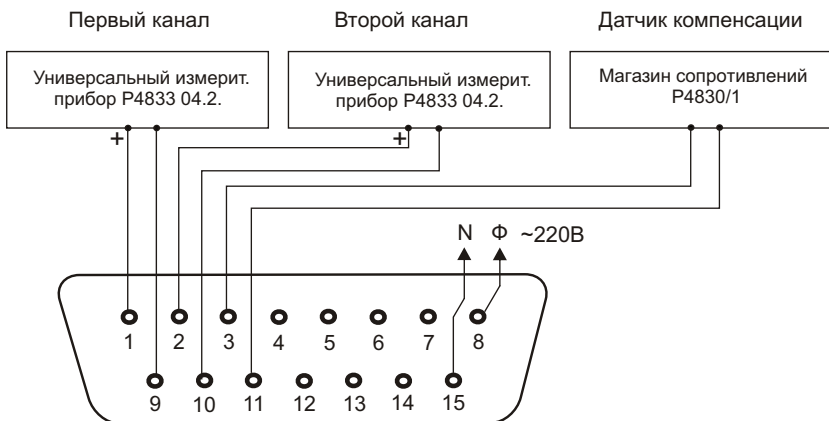 Первый канал
Второй канал
Датчик компенсации
Универсальный измерит.
прибор Р4833 04.2.
Универсальный измерит.
прибор Р4833 04.2.
Магазин сопротивлений
Р4830/1
+
+
N Ф ~220В
1 2 3 4 5 6 7 8
9 10 11 12 13 14 15